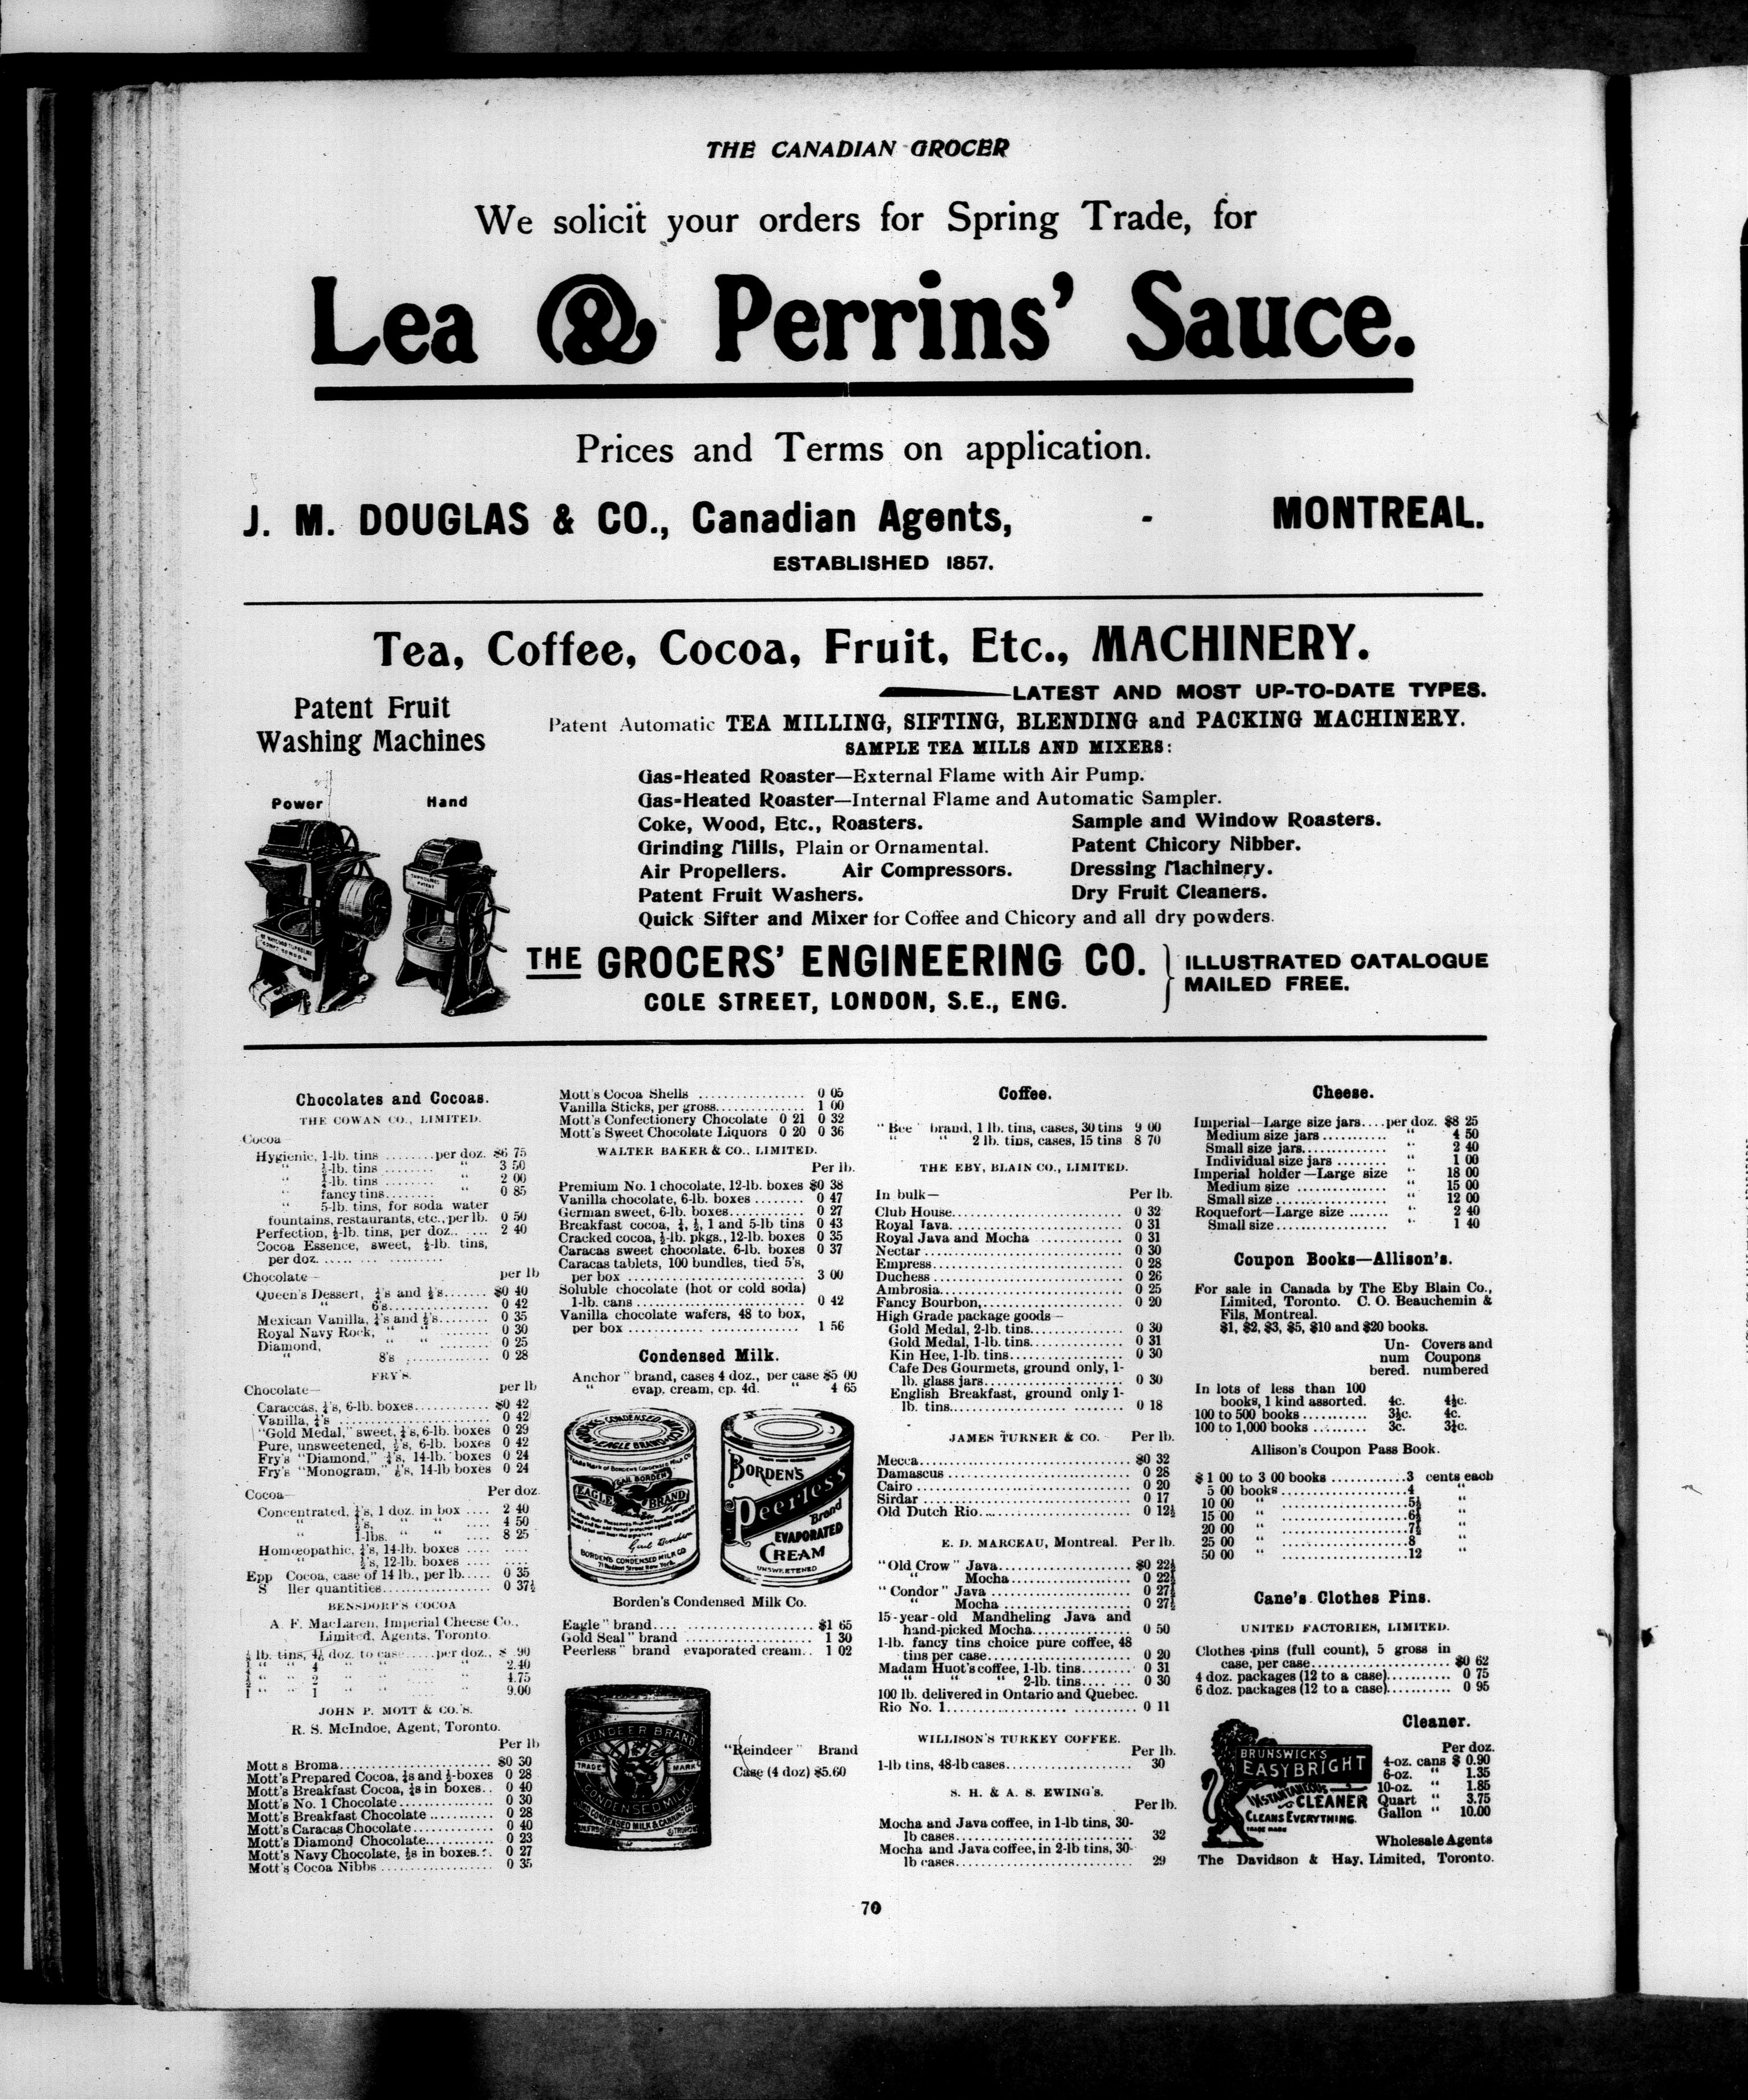 THE CANADIAN GROCER
We solicit your orders for Spring Trade, for
Lea & Perrins' Sauce.
Prices and Terms on application.
J. M. DOUGLAS & CO., Canadian Agents, - MONTREAL.
ESTABLISHED 1857.
Tea, Coffee, Cocoa, Fruit, Etc., MACHINERY.
LATEST AND MOST UP-TO-DATE TYPES.
Patent Fruit
Washing Machines
Power Hand
Patent Automatic TEA MILLING, SIFTING, BLENDING and PACKING MACHINERY.
SAMPLE TEA MILLS AND MIXERS:
Gas-Heated Roaster—External Flame with Air Pump.
Gas-Heated Roaster—Internal Flame and Automatic Sampler.
Coke, Wood, Etc., Roasters. Sample and Window Roasters.
Grinding Mills, Plain or Ornamental. Patent Chicory Nibber.
Air Propellers. Air Compressors. Dressing Machinery.
Patent Fruit Washers. Dry Fruit Cleaners.
Quick Sifter and Mixer for Coffee and Chicory and all dry powders.
THE GROCERS' ENGINEERING CO.
COLE STREET, LONDON, S.E., ENG.
ILLUSTRATED CATALOGUE
MAILED FREE.
Chocolates and Cocoas.
THE COWAN CO., LIMITED.
Cocoa—
Hygienic, 1-lb. tins ........per doz. $6 75
" ½-lb. tins ........ " 3 50
" ¼-lb. tins ........ " 2 00
" fancy tins........ " 0 85
" 5-lb. tins, for soda water
fountains, restaurants, etc., per lb. 0 50
Perfection, ½-lb. tins, per doz...... 2 40
Cocoa Essence, sweet, ½-lb. tins,
per doz. ...............
Chocolate— per lb
Queen's Dessert, ¼'s and ½'s....... $0 40
" 6's............... 0 42
Mexican Vanilla, ¼'s and ½'s........ 0 35
Royal Navy Rock, " " ........ 0 30
Diamond, " " ........ 0 25
" 8's ............. 0 28
FRY'S.
Chocolate— per lb
Caraccas, ¼'s, 6-lb. boxes............ $0 42
Vanilla, ¼'s ........................ 0 42
"Gold Medal," sweet, ¼'s, 6-lb. boxes 0 29
Pure, unsweetened, ½'s, 6-lb. boxes 0 42
Fry's "Diamond," ¼'s, 14-lb. boxes 0 24
Fry's "Monogram," ¼'s, 14-lb boxes 0 24
Cocoa— Per doz.
Concentrated, ¼'s, 1 doz. in box .... 2 40
" ½'s, " " .... 4 50
" 1-lbs. " " .... 8 25
Homœopathic, ¼'s, 14-lb. boxes ....
" ½'s, 12-lb. boxes ....
Epp Cocoa, case of 14 lb., per lb..... 0 35
S ller quantities.................. 0 37½
BENSDORP'S COCOA
A. F. MacLaren, Imperial Cheese Co.,
Limited, Agents, Toronto.
lb. tins, 4½ doz. to case......per doz., $ .90
" " 4 " " .... " 2.40
" " 2 " " .... " 4.75
1 " " 1 " " .... " 9.00
JOHN P. MOTT & CO.'S.
R. S. McIndoe, Agent, Toronto.
Per lb
Mott s Broma........................ $0 30
Mott's Prepared Cocoa, ¼s and ½-boxes 0 28
Mott's Breakfast Cocoa, ¼s in boxes.. 0 40
Mott's No. 1 Chocolate................ 0 30
Mott's Breakfast Chocolate ........... 0 28
Mott's Caracas Chocolate.............. 0 40
Mott's Diamond Chocolate............ 0 23
Mott's Navy Chocolate, ½s in boxes... 0 27
Mott's Cocoa Nibbs ................... 0 35
Mott's Cocoa Shells ................. 0 05
Vanilla Sticks, per gross.............. 1 00
Mott's Confectionery Chocolate 0 21 0 32
Mott's Sweet Chocolate Liquors 0 20 0 36
WALTER BAKER & CO., LIMITED.
Per lb.
Premium No. 1 chocolate, 12-lb. boxes $0 38
Vanilla chocolate, 6-lb. boxes ........ 0 47
German sweet, 6-lb. boxes............ 0 27
Breakfast cocoa, ¼, ½, 1 and 5-lb tins 0 43
Cracked cocoa, ½-lb. pkgs., 12-lb. boxes 0 35
Caracas sweet chocolate, 6-lb. boxes 0 37
Caracas tablets, 100 bundles, tied 5's,
per box ............................ 3 00
Soluble chocolate (hot or cold soda)
1-lb. cans .......................... 0 42
Vanilla chocolate wafers, 48 to box,
per box ........................... 1 56
Condensed Milk.
Anchor" brand, cases 4 doz., per case $5 00
" evap. cream, cp. 4d. " 4 65
EAGLE BRAND
BORDEN'S CONDENSED MILK CO
BORDEN'S
Peerless
Brand
EVAPORATED
CREAM
UNSWEETENED
Borden's Condensed Milk Co.
Eagle" brand.... .................... $1 65
Gold Seal" brand ................... 1 30
Peerless" brand evaporated cream.. 1 02
REINDEER BRAND
TRADE MARK
CONDENSED MILK
"Reindeer" Brand
Case (4 doz) $5.60
Coffee.
"Bee" brand, 1 lb. tins, cases, 30 tins 9 00
" " 2 lb. tins, cases, 15 tins 8 70
THE EBY, BLAIN CO., LIMITED.
In bulk— Per lb.
Club House........................... 0 32
Royal Java........................... 0 31
Royal Java and Mocha ............. 0 31
Nectar ............................... 0 30
Empress.............................. 0 28
Duchess .............................. 0 26
Ambrosia............................. 0 25
Fancy Bourbon,...................... 0 20
High Grade package goods—
Gold Medal, 2-lb. tins............... 0 30
Gold Medal, 1-lb. tins............... 0 31
Kin Hee, 1-lb. tins.................. 0 30
Cafe Des Gourmets, ground only, 1-
lb. glass jars...................... 0 30
English Breakfast, ground only 1-
lb. tins............................ 0 18
JAMES TURNER & CO. Per lb.
Mecca................................. $0 32
Damascus ............................ 0 28
Cairo ................................. 0 20
Sirdar ................................ 0 17
Old Dutch Rio........................ 0 12½
E. D. MARCEAU, Montreal. Per lb.
"Old Crow" Java..................... $0 22½
" Mocha.................. 0 22½
"Condor" Java ....................... 0 27½
" Mocha ................... 0 27½
15-year-old Mandheling Java and
hand-picked Mocha................ 0 50
1-lb. fancy tins choice pure coffee, 48
tins per case....................... 0 20
Madam Huot's coffee, 1-lb. tins........ 0 31
" " 2-lb. tins........ 0 30
100 lb. delivered in Ontario and Quebec.
Rio No. 1............................. 0 11
WILLISON'S TURKEY COFFEE.
Per lb.
1-lb tins, 48-lb cases.................... 30
S. H. & A. S. EWING'S.
Per lb.
Mocha and Java coffee, in 1-lb tins, 30-
lb cases............................ 32
Mocha and Java coffee, in 2-lb tins, 30-
lb cases............................ 29
Cheese.
Imperial—Large size jars....per doz. $8 25
Medium size jars ........... " 4 50
Small size jars.............. " 2 40
Individual size jars ........ " 1 00
Imperial holder—Large size " 18 00
Medium size ............... " 15 00
Small size .................. " 12 00
Roquefort—Large size ....... " 2 40
Small size.................. " 1 40
Coupon Books—Allison's.
For sale in Canada by The Eby Blain Co.,
Limited, Toronto. C. O. Beauchemin &
Fils, Montreal.
$1, $2, $3, $5, $10 and $20 books.
Un- Covers and
num Coupons
bered. numbered
In lots of less than 100
books, 1 kind assorted. 4c. 4½c.
100 to 500 books ........... 3½c. 4c.
100 to 1,000 books ......... 3c. 3½c.
Allison's Coupon Pass Book.
$ 1 00 to 3 00 books ............3 cents each
5 00 books .....................4 "
10 00 " .....................5½ "
15 00 " .....................6½ "
20 00 " .....................7½ "
25 00 " .....................8 "
50 00 " .....................12 "
Cane's Clothes Pins.
UNITED FACTORIES, LIMITED.
Clothes pins (full count), 5 gross in
case, per case...................... $0 62
4 doz. packages (12 to a case)........... 0 75
6 doz. packages (12 to a case)........... 0 95
BRUNSWICK'S
EASYBRIGHT
INSTANTANEOUS
CLEANER
CLEANS EVERYTHING.
TRADE MARK
Cleaner.
Per doz.
4-oz. cans $ 0.90
6-oz. " 1.35
10-oz. " 1.85
Quart " 3.75
Gallon " 10.00
Wholesale Agents
The Davidson & Hay, Limited, Toronto.
70